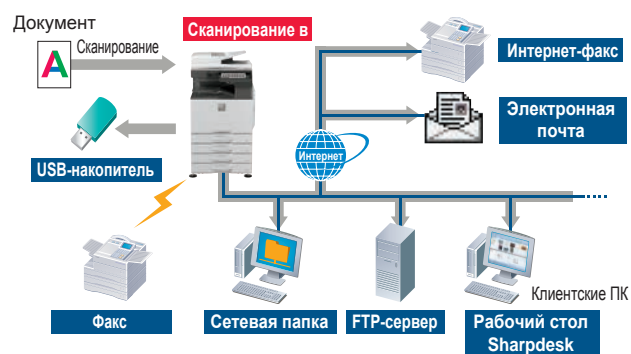 Документ
Сканирование
Сканирование в
Интернет-факс
Электронная
почта
USB-накопитель
Интернет
Клиентские ПК
Факс
Сетевая папка
FTP-сервер
Рабочий стол
Sharpdesk
A